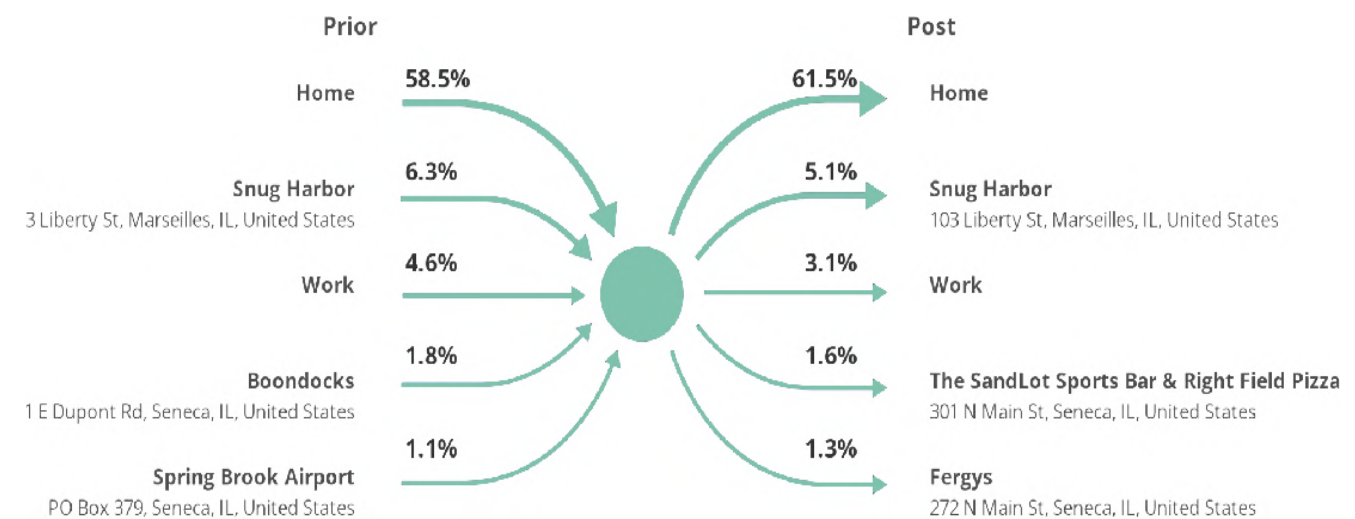 Prior
Post
58.5%
Home
6.3%
Snug Harbor
3 Liberty St, Marseilles, IL, United States
4.6%
Work
1.8%
Boondocks
1 E Dupont Rd, Seneca, IL, United States
1.1%
Spring Brook Airport
PO Box 379, Seneca, IL, United States
61.5%
Home
5.1%
Snug Harbor
103 Liberty St, Marseilles, IL, United States
3.1%
Work
1.6%
The SandLot Sports Bar & Right Field Pizza
301 N Main St, Seneca, IL, United States
1.3%
Fergys
272 N Main St, Seneca, IL, United States